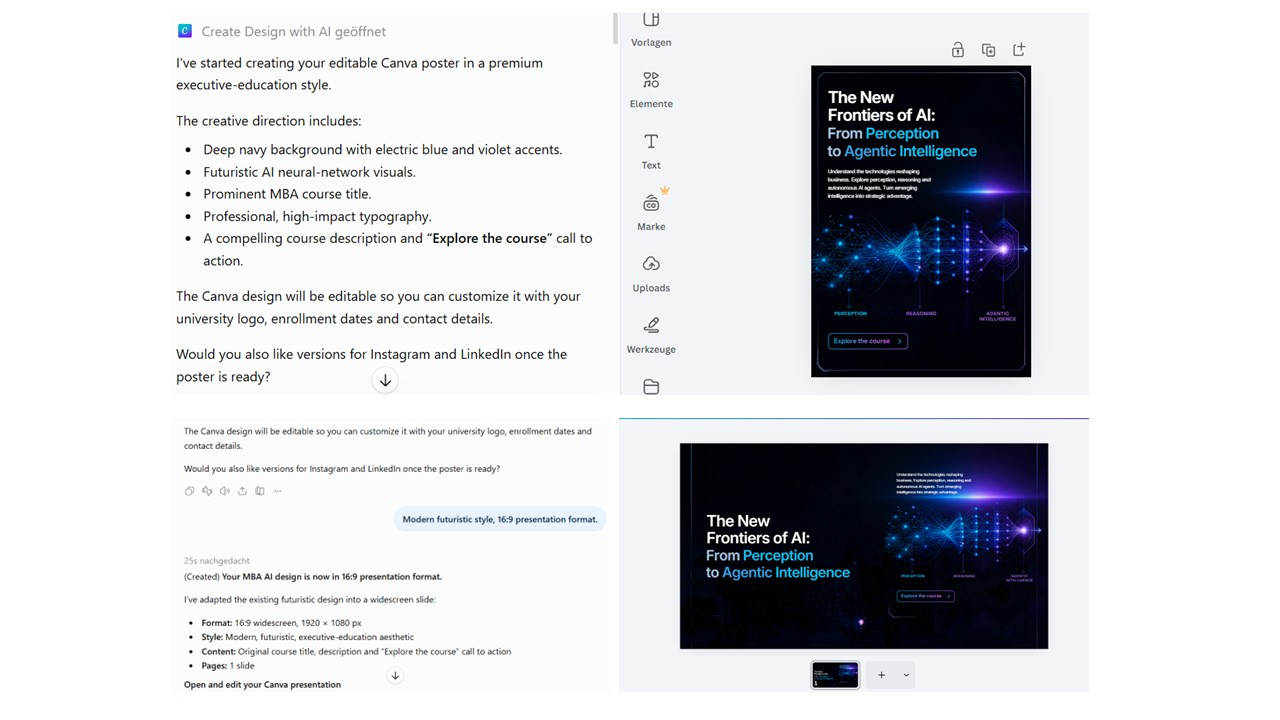 Create Design with AI geöffnet
I've started creating your editable Canva poster in a premium
executive-education style.
The creative direction includes:
Deep navy background with electric blue and violet accents.
Futuristic AI neural-network visuals.
Prominent MBA course title.
Professional, high-impact typography.
A compelling course description and “Explore the course” call to
action.
The Canva design will be editable so you can customize it with your
university logo, enrollment dates and contact details.
Would you also like versions for Instagram and LinkedIn once the
poster is ready?
Vorlagen
Elemente
Text
Marke
Uploads
Werkzeuge
The New
Frontiers of AI:
From Perception
to Agentic Intelligence
Understand the technologies reshaping
business. Explore perception, reasoning and
autonomous AI agents. Turn emerging
intelligence into strategic advantage.
PERCEPTION
REASONING
AGENTIC
INTELLIGENCE
Explore the course
The Canva design will be editable so you can customize it with your university logo, enrollment dates and
contact details.
Would you also like versions for Instagram and LinkedIn once the poster is ready?
Modern futuristic style, 16:9 presentation format.
25s nachgedacht
(Created) Your MBA AI design is now in 16:9 presentation format.
I've adapted the existing futuristic design into a widescreen slide:
Format: 16:9 widescreen, 1920 × 1080 px
Style: Modern, futuristic, executive-education aesthetic
Content: Original course title, description and "Explore the course" call to action
Pages: 1 slide
Open and edit your Canva presentation
The New
Frontiers of AI:
From Perception
to Agentic Intelligence
Understand the technologies reshaping
business. Explore perception, reasoning and
autonomous AI agents. Turn emerging
intelligence into strategic advantage.
PERCEPTION
REASONING
AGENTIC
INTELLIGENCE
Explore the course
1